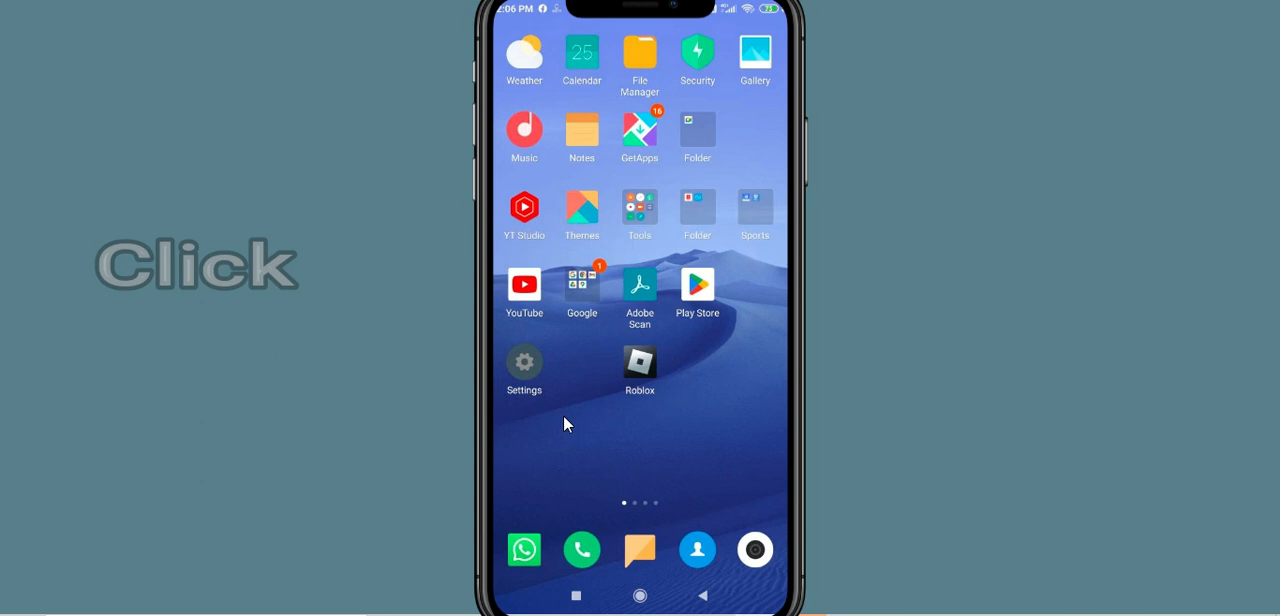 2:06 PM
25
Weather
Calendar
File
Manager
Security
Gallery
16
Music
Notes
GetApps
Folder
Click
YT Studio
Themes
Tools
Folder
Sports
1
YouTube
Google
Adobe
Scan
Play Store
Settings
Roblox